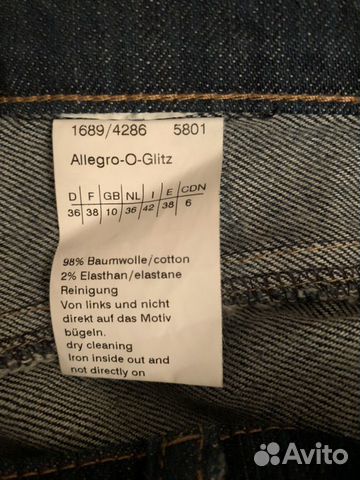 1689/4286 5801
Allegro-O-Glitz
D F GB NL I E CDN
36 38 10 36 42 38 6
98% Baumwolle/cotton
2% Elasthan/elastane
Reinigung
Von links und nicht
direkt auf das Motiv
bügeln.
dry cleaning
Iron inside out and
not directly on
Avito